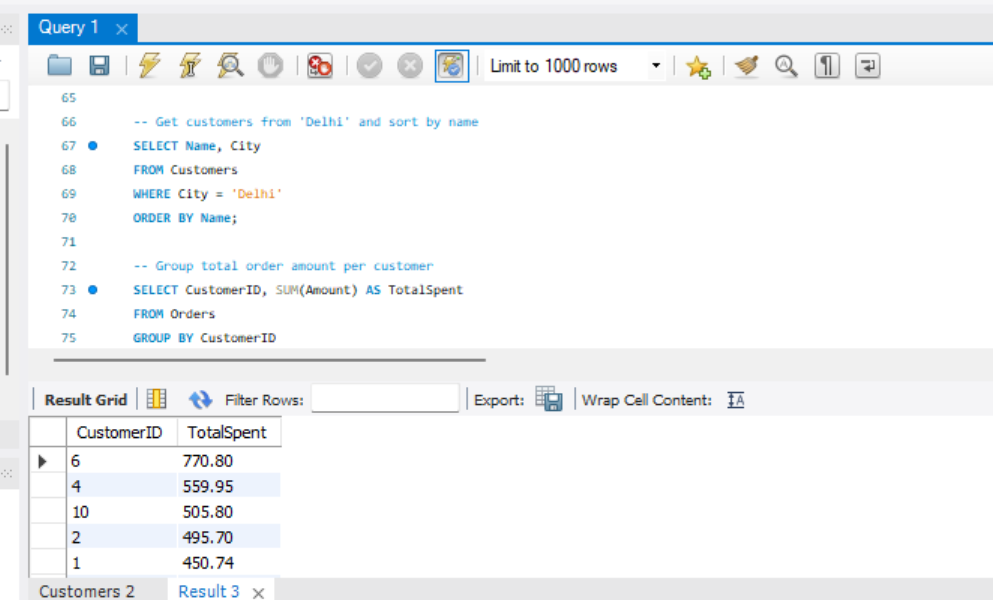 Query 1
Limit to 1000 rows
65
66 -- Get customers from 'Delhi' and sort by name
67 SELECT Name, City
68 FROM Customers
69 WHERE City = 'Delhi'
70 ORDER BY Name;
71
72 -- Group total order amount per customer
73 SELECT CustomerID, SUM(Amount) AS TotalSpent
74 FROM Orders
75 GROUP BY CustomerID
Result Grid Filter Rows: Export: Wrap Cell Content: IA
CustomerID TotalSpent
6 770.80
4 559.95
10 505.80
2 495.70
1 450.74
Customers 2 Result 3